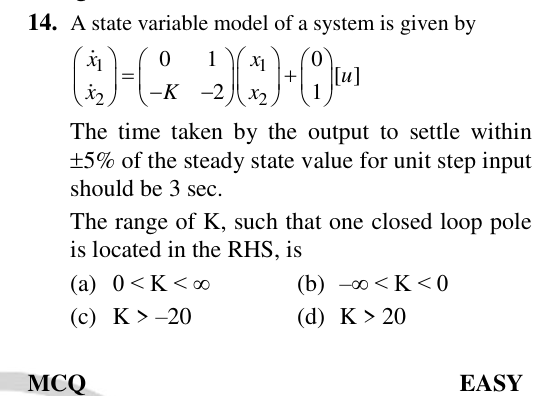 14. A state variable model of a system is given by
(ẋ1 ẋ2) = (0 1 −K −2)(x1 x2) + (0 1)[u]
The time taken by the output to settle within
±5% of the steady state value for unit step input
should be 3 sec.
The range of K, such that one closed loop pole
is located in the RHS, is
(a) 0 < K < ∞ (b) −∞ < K < 0
(c) K > −20 (d) K > 20
MCQ EASY